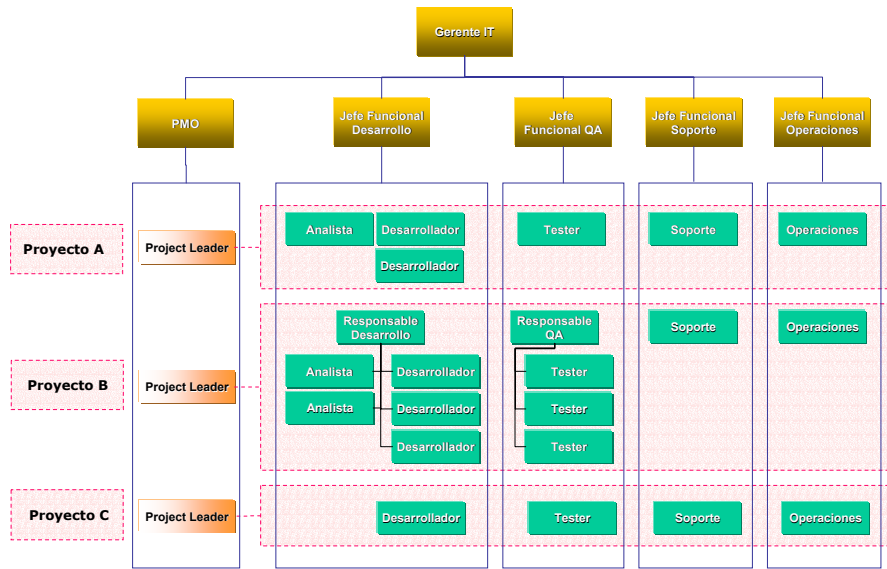 Gerente IT
PMO
Jefe Funcional
Desarrollo
Jefe
Funcional QA
Jefe Funcional
Soporte
Jefe Funcional
Operaciones
Proyecto A
Project Leader
Analista
Desarrollador
Desarrollador
Tester
Soporte
Operaciones
Proyecto B
Project Leader
Responsable
Desarrollo
Analista
Desarrollador
Analista
Desarrollador
Desarrollador
Responsable
QA
Tester
Tester
Tester
Soporte
Operaciones
Proyecto C
Project Leader
Desarrollador
Tester
Soporte
Operaciones